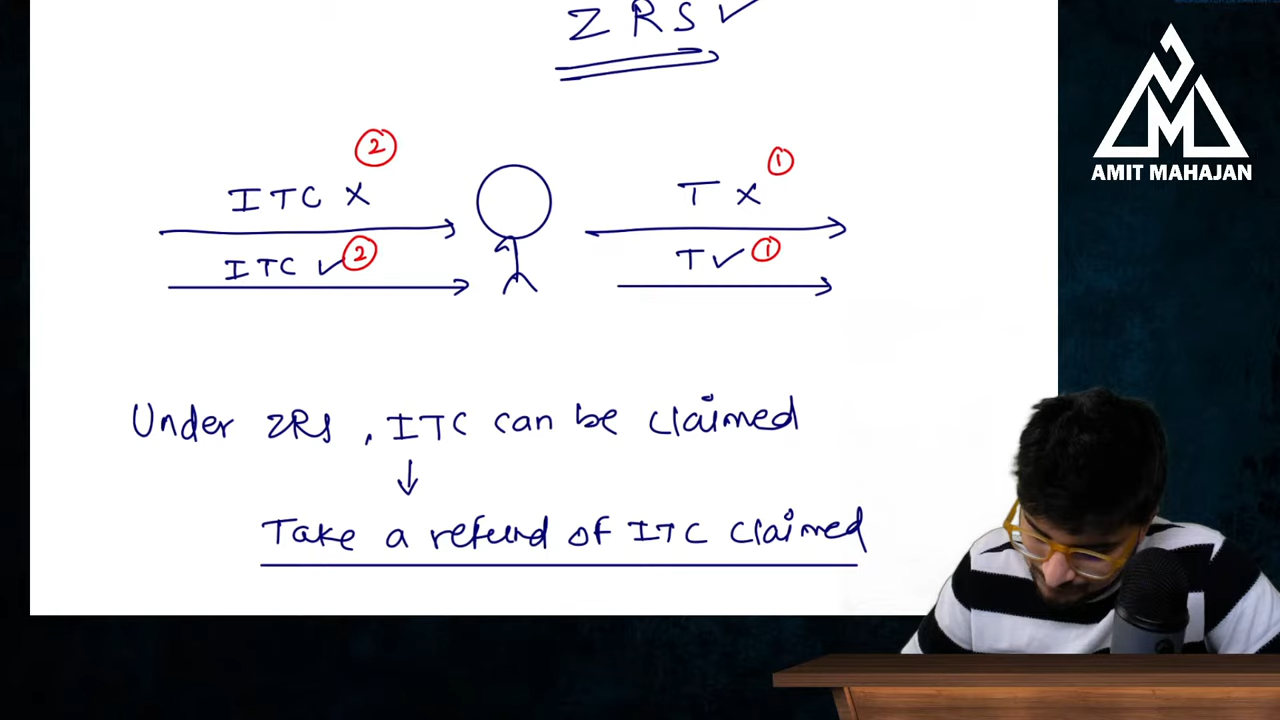 ZRS ✓
②
①
ITC ✗
T ✗
ITC ✓ ②
T ✓ ①
Under ZRS, ITC can be claimed
↓
Take a refund of ITC claimed
AMIT MAHAJAN